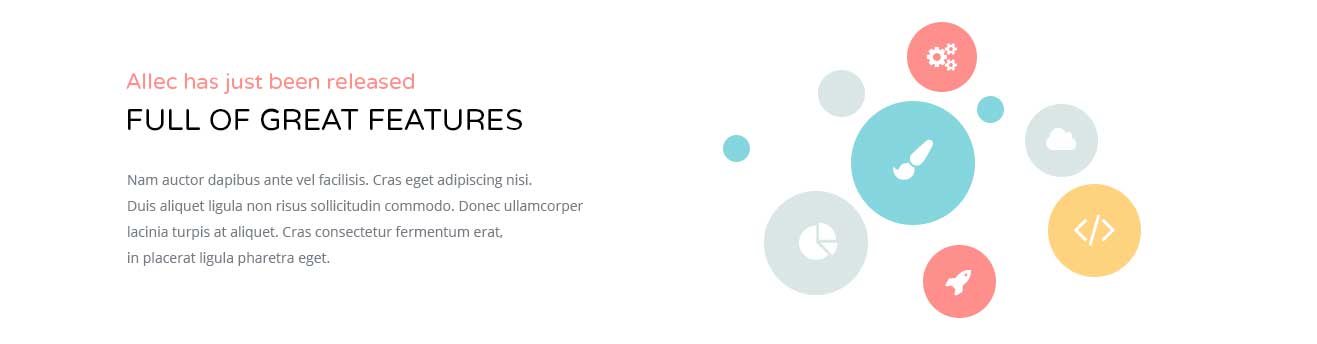 Allec has just been released
FULL OF GREAT FEATURES
Nam auctor dapibus ante vel facilisis. Cras eget adipiscing nisi.
Duis aliquet ligula non risus sollicitudin commodo. Donec ullamcorper
lacinia turpis at aliquet. Cras consectetur fermentum erat,
in placerat ligula pharetra eget.